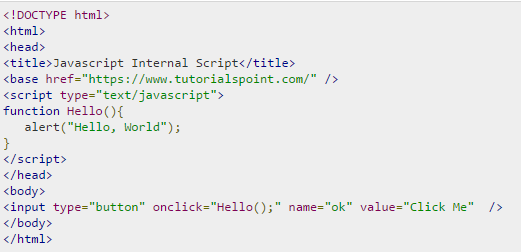 <!DOCTYPE html>
<html>
<head>
<title>Javascript Internal Script</title>
<base href="https://www.tutorialspoint.com/" />
<script type="text/javascript">
function Hello(){
   alert("Hello, World");
}
</script>
</head>
<body>
<input type="button" onclick="Hello();" name="ok" value="Click Me"  />
</body>
</html>